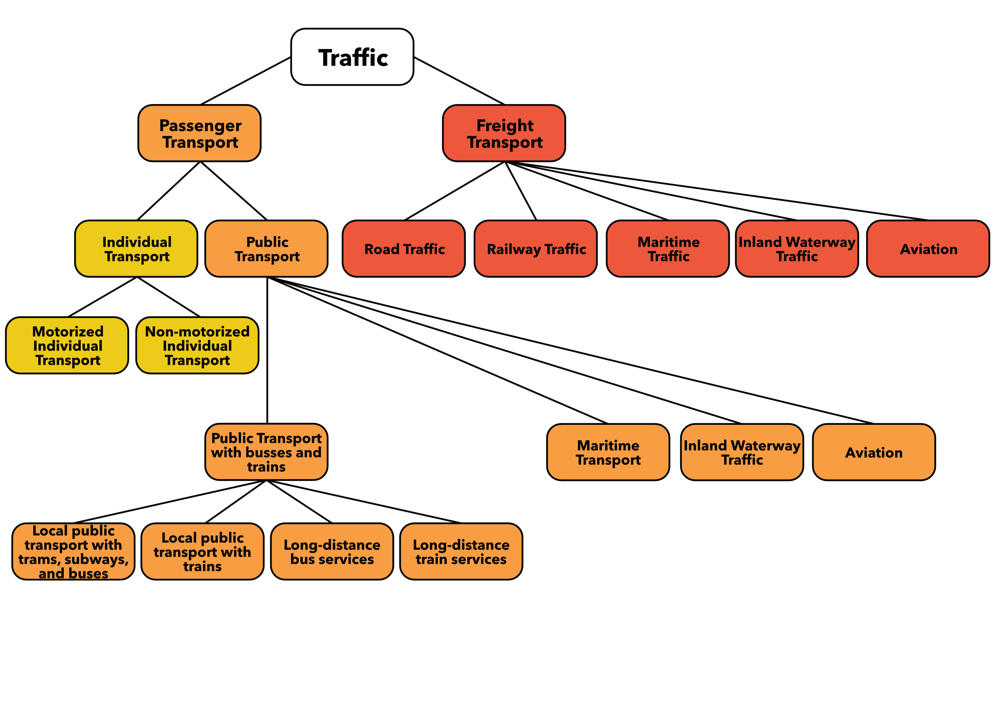 Traffic
Passenger
Transport
Freight
Transport
Individual
Transport
Public
Transport
Road Traffic
Railway Traffic
Maritime
Traffic
Inland Waterway
Traffic
Aviation
Motorized
Individual
Transport
Non-motorized
Individual
Transport
Public Transport
with busses and
trains
Maritime
Transport
Inland Waterway
Traffic
Aviation
Local public
transport with
trams, subways,
and buses
Local public
transport with
trains
Long-distance
bus services
Long-distance
train services